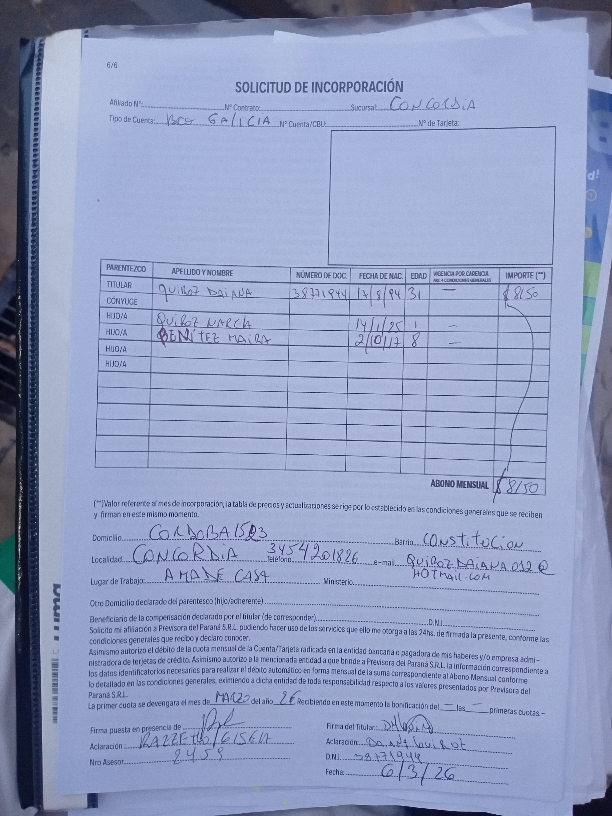 6/6
SOLICITUD DE INCORPORACIÓN
Afiliado Nº: Nº Contrato: Sucursal: CONCORDIA
Tipo de Cuenta: Bco GALICIA Nº Cuenta/CBU: Nº de Tarjeta:
PARENTEZCO APELLIDO Y NOMBRE NÚMERO DE DOC. FECHA DE NAC. EDAD VIGENCIA POR CARENCIA IMPORTE (**)
TITULAR QUIROZ DAIANA 38771944 17/8/94 31 — $8150
CÓNYUGE
HIJO/A QUIROZ 14/1/25 1 –
HIJO/A BENITEZ MAIRA 2/10/17 8 –
HIJO/A
HIJO/A
ABONO MENSUAL $8150
(**)Valor referente al mes de incorporación, la tabla de precios y actualizaciones se rige por lo establecido en las condiciones generales que se reciben
y firman en este mismo momento.
Domicilio CORDOBA 1503 Barrio CONSTITUCION
Localidad CONCORDIA Teléfono 3454201826 e-mail QUIROZDAIANA092@
HOTMAIL.COM
Lugar de Trabajo AMA DE CASA Ministerio
Otro Domicilio declarado del parentesco (hijo/adherente)
Beneficiario de la compensación declarado por el titular (de corresponder) D.N.I.
Solicito mi afiliación a Previsora del Paraná S.R.L. pudiendo hacer uso de los servicios que ello me otorga a las 24hs. de firmada la presente, conforme las
condiciones generales que recibo y declaro conocer.
Asimismo autorizo el débito de la cuota mensual de la Cuenta/Tarjeta radicada en la entidad bancaria o pagadora de mis haberes y/o empresa admi-
nistradora de terjetas de crédito. Asimismo autorizo a la mencionada entidad a que brinde a Previsora del Paraná S.R.L. la información correspondiente a
los datos identificatorios necesarios para realizar el débito automático en forma mensual de la suma correspondiente al Abono Mensual conforme
lo detallado en las condiciones generales, eximiendo a dicha entidad de toda responsabilidad respecto a los valores presentados por Previsora del
Paraná S.R.L.
La primer cuota se devengara el mes de MARZO del año 26 Recibiendo en este momento la bonificación del — las — primeras cuotas.-
Firma puesta en presencia de Firma del Titular:
Aclaración Aclaración
Nro Asesor 2459 D.N.I. 38771944
Fecha: 6/3/26